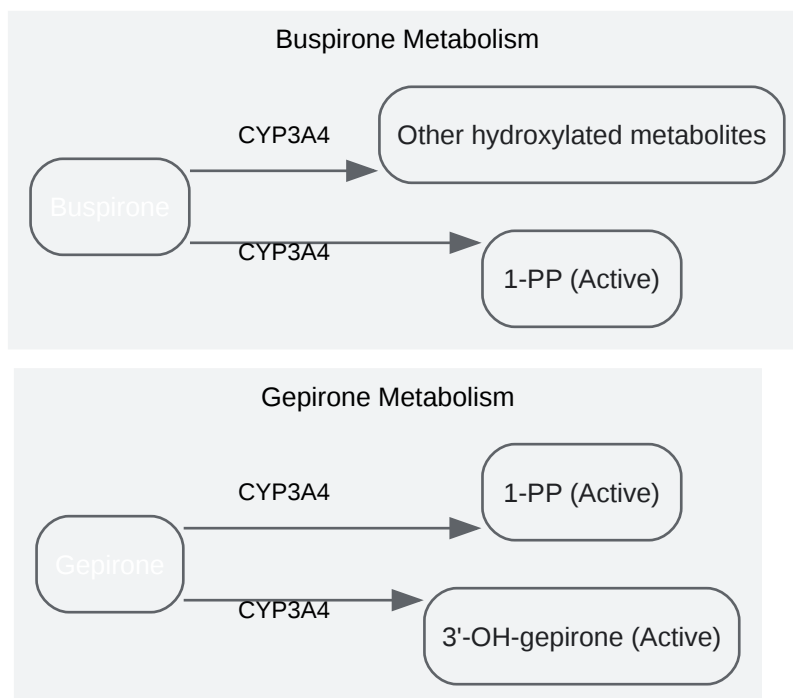 Buspirone Metabolism
CYP3A4
Other hydroxylated metabolites
Buspirone
CYP3A4
1-PP (Active)
Gepirone Metabolism
CYP3A4
1-PP (Active)
Gepirone
CYP3A4
3'-OH-gepirone (Active)